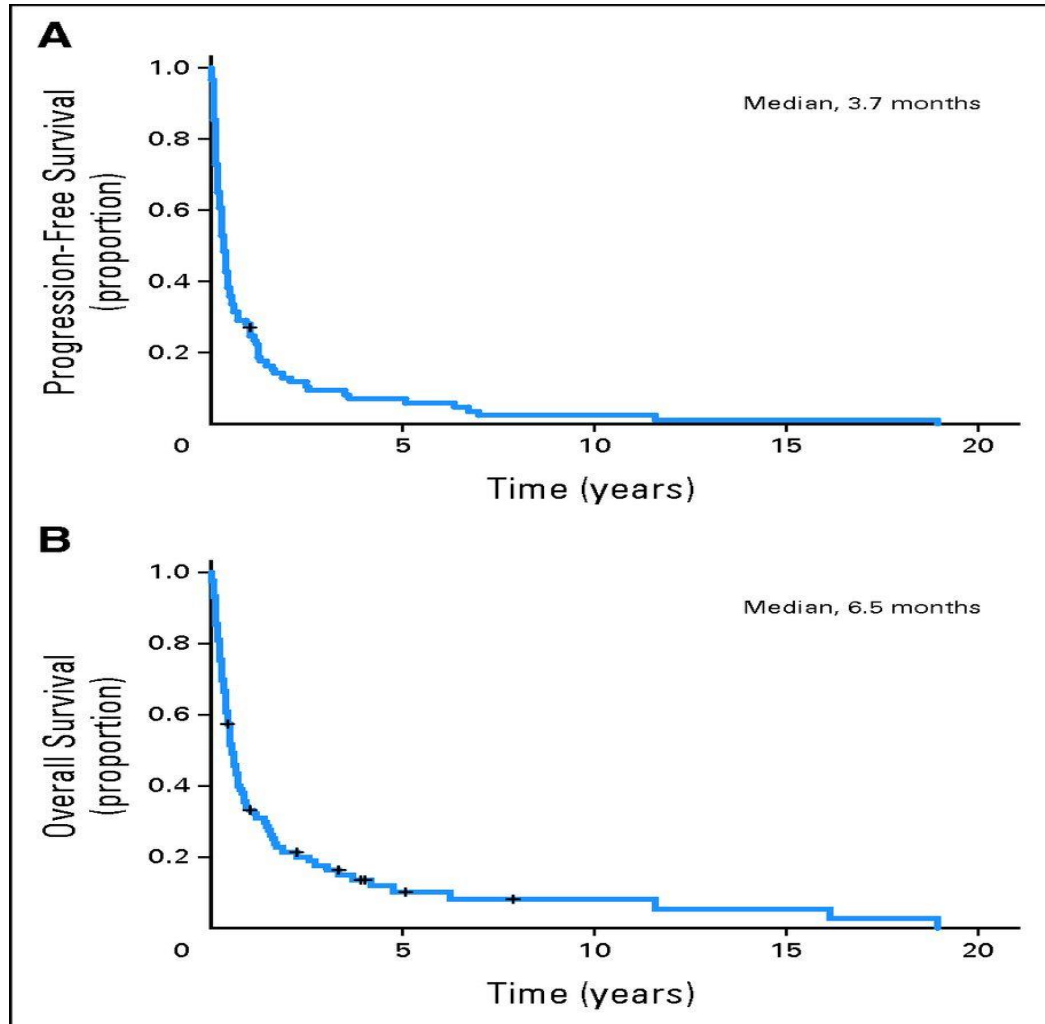 A
Progression-Free Survival
(proportion)
1.0
0.8
0.6
0.4
0.2
0
5
10
15
20
Median, 3.7 months
Time (years)
B
Overall Survival
(proportion)
1.0
0.8
0.6
0.4
0.2
0
5
10
15
20
Median, 6.5 months
Time (years)